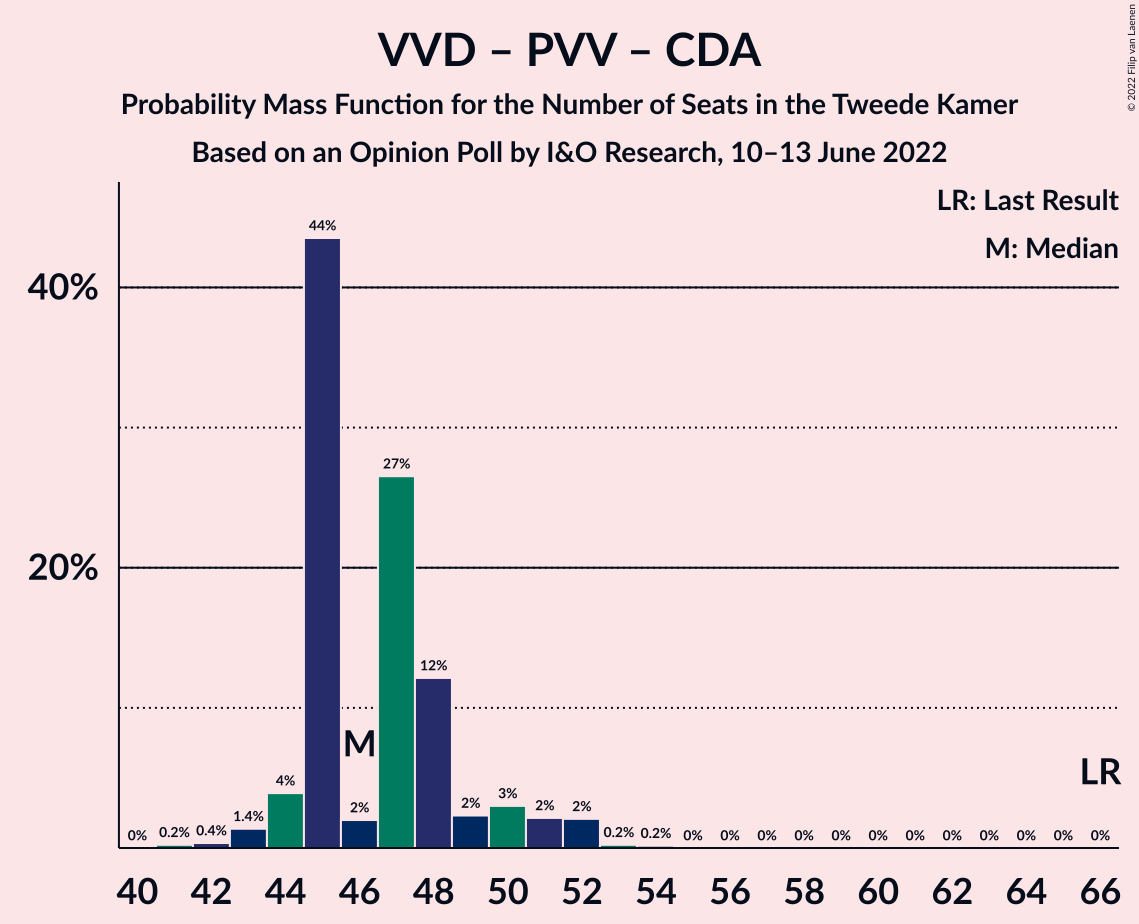 VVD – PVV – CDA
Probability Mass Function for the Number of Seats in the Tweede Kamer
Based on an Opinion Poll by I&O Research, 10–13 June 2022
© 2022 Filip van Laenen
LR: Last Result
M: Median
40%
20%
0% 0.2% 0.4% 1.4% 4% 44% 2% 27% 12% 2% 3% 2% 2% 0.2% 0.2% 0% 0% 0% 0% 0% 0% 0% 0% 0% 0% 0% 0%
M
LR
40 42 44 46 48 50 52 54 56 58 60 62 64 66